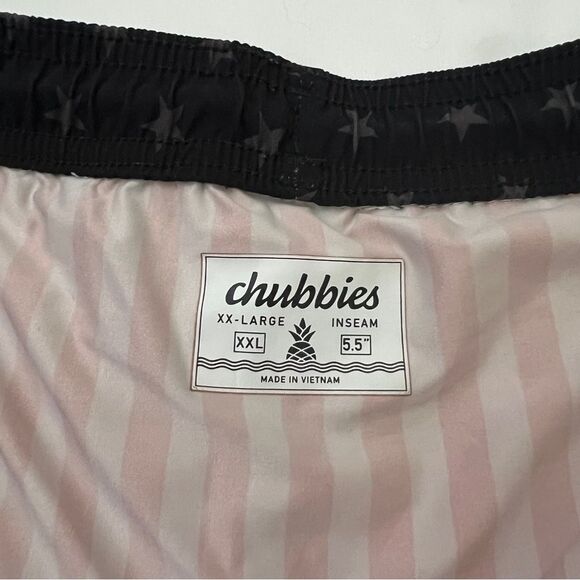 chubbies
XX-LARGE INSEAM
XXL 5.5"
MADE IN VIETNAM